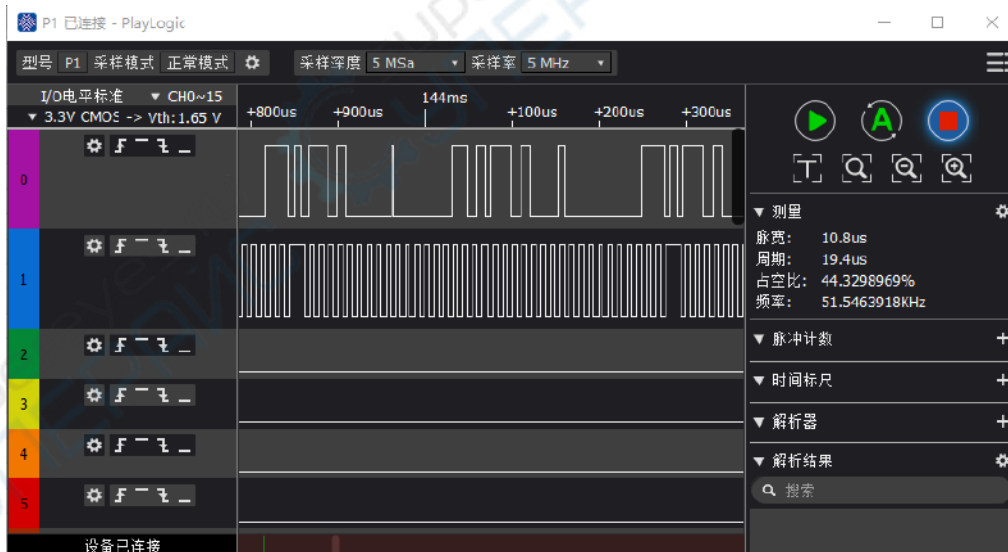 P1 已连接 - PlayLogic
型号 P1 采样模式 正常模式 采样深度 5 MSa 采样率 5 MHz
I/O电平标准 CH0~15
3.3V CMOS -> Vth:1.65 V
144ms
+800us +900us +100us +200us +300us
0
1
2
3
4
5
T
A
测量
脉宽: 10.8us
周期: 19.4us
占空比: 44.3298969%
频率: 51.5463918KHz
脉冲计数
时间标尺
解析器
解析结果
搜索
设备已连接